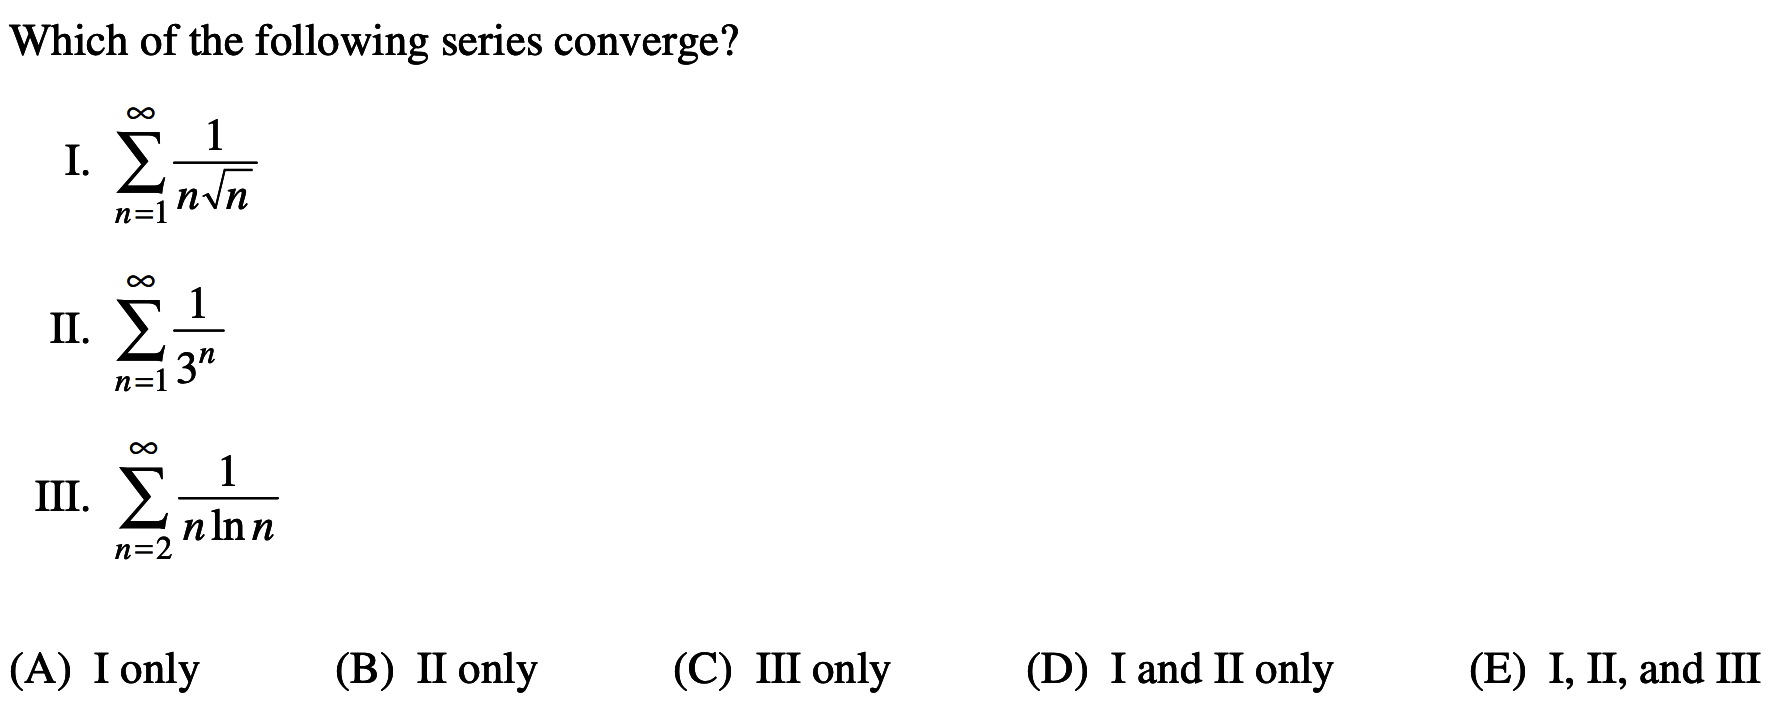 Which of the following series converge?
I. $\sum_{n=1}^{\infty} \frac{1}{n\sqrt{n}}$
II. $\sum_{n=1}^{\infty} \frac{1}{3^n}$
III. $\sum_{n=2}^{\infty} \frac{1}{n \ln n}$
(A) I only (B) II only (C) III only (D) I and II only (E) I, II, and III